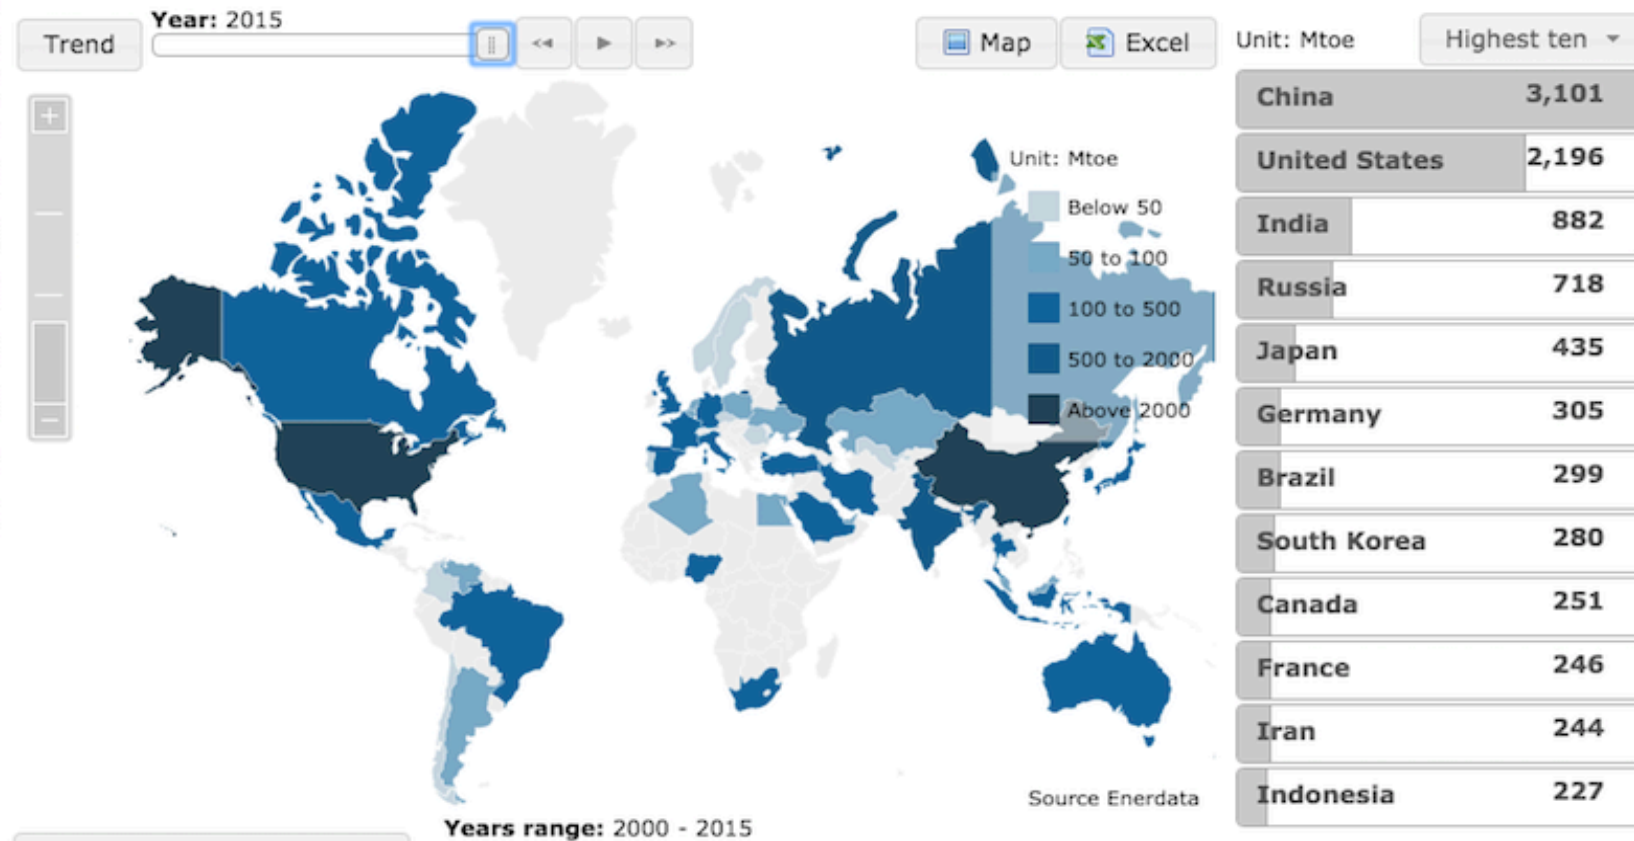 Trend
Year: 2015
Map
Excel
Unit: Mtoe
Highest ten
China 3,101
United States 2,196
India 882
Russia 718
Japan 435
Germany 305
Brazil 299
South Korea 280
Canada 251
France 246
Iran 244
Indonesia 227
Unit: Mtoe
Below 50
50 to 100
100 to 500
500 to 2000
Above 2000
Source Enerdata
Years range: 2000 - 2015